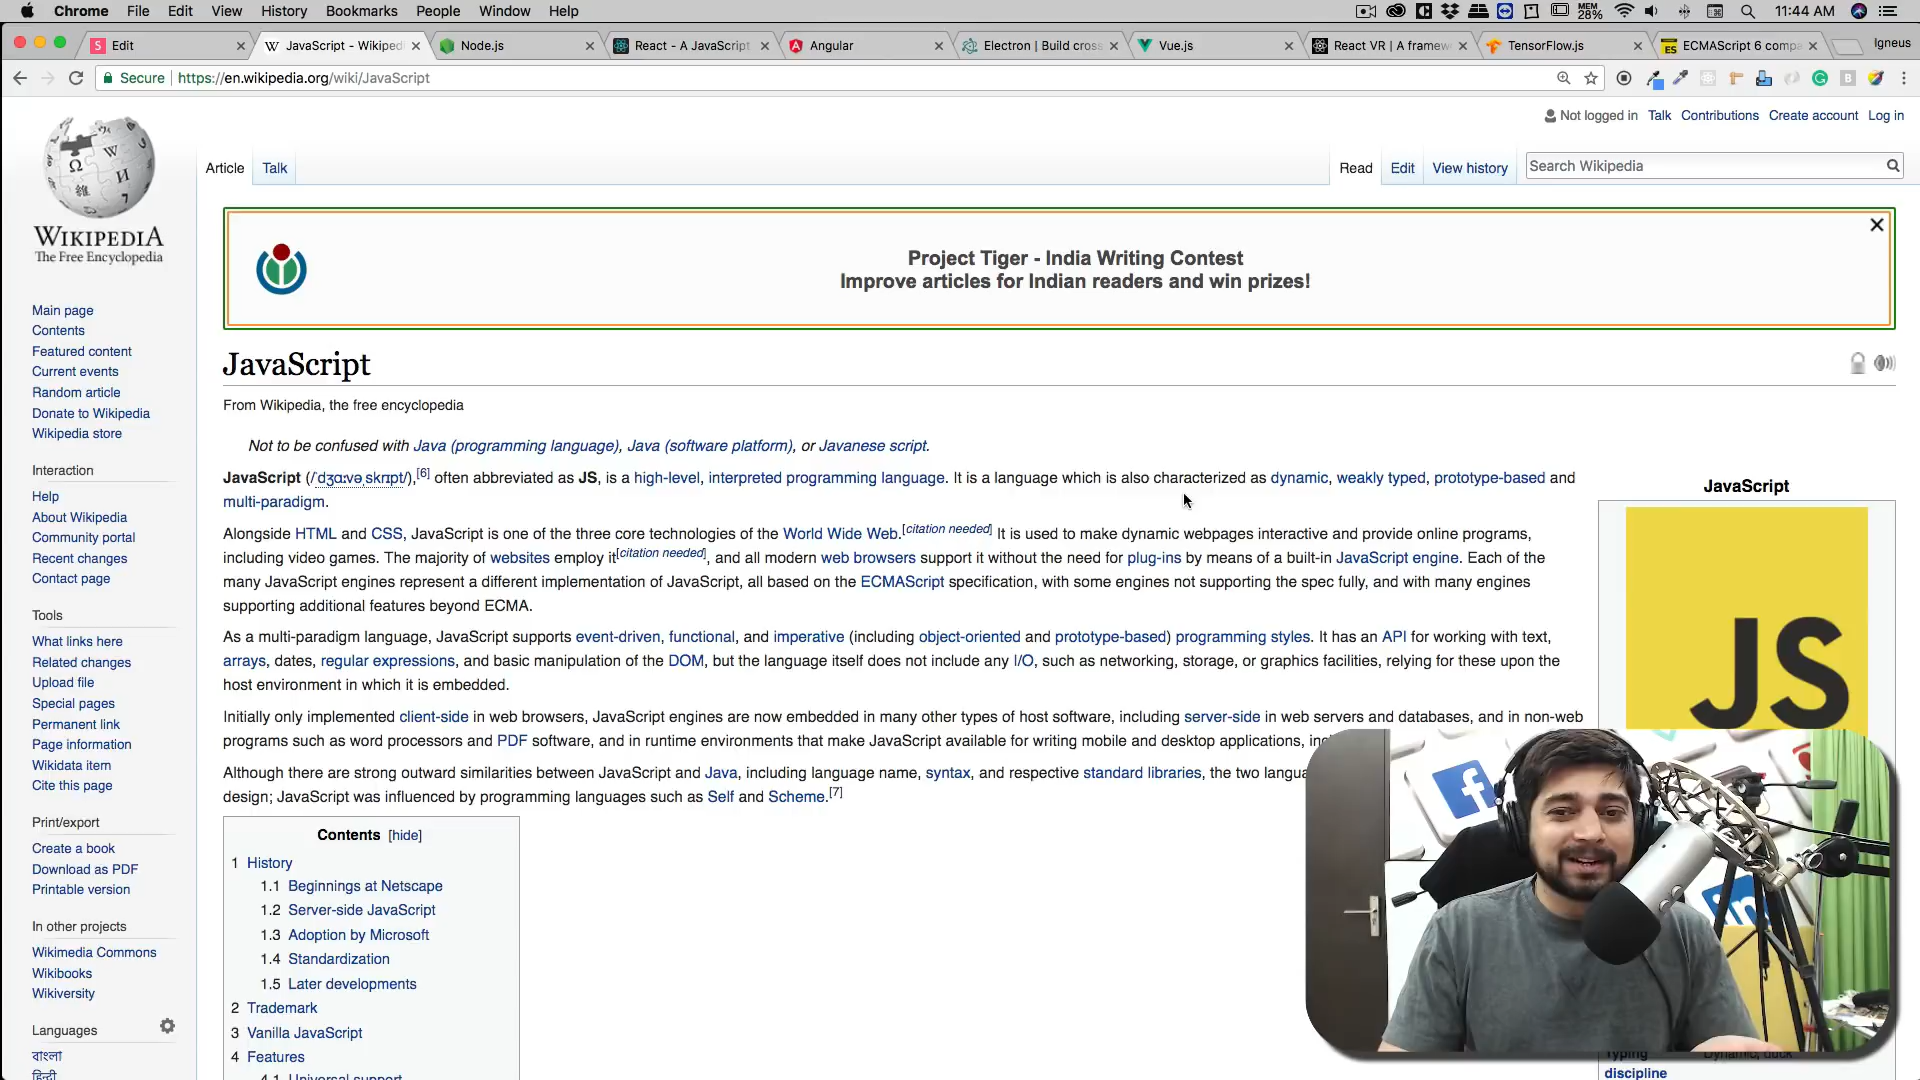 Chrome File Edit View History Bookmarks People Window Help
MEM 28% 11:44 AM
Edit
JavaScript - Wikiped
Node.js
React - A JavaScript
Angular
Electron | Build cross
Vue.js
React VR | A framew
TensorFlow.js
ECMAScript 6 comp
Igneus
Secure https://en.wikipedia.org/wiki/JavaScript
Not logged in Talk Contributions Create account Log in
Article Talk
Read Edit View history Search Wikipedia
WIKIPEDIA
The Free Encyclopedia
Main page
Contents
Featured content
Current events
Random article
Donate to Wikipedia
Wikipedia store
Interaction
Help
About Wikipedia
Community portal
Recent changes
Contact page
Tools
What links here
Related changes
Upload file
Special pages
Permanent link
Page information
Wikidata item
Cite this page
Print/export
Create a book
Download as PDF
Printable version
In other projects
Wikimedia Commons
Wikibooks
Wikiversity
Languages
বাংলা
हिन्दी
Project Tiger - India Writing Contest
Improve articles for Indian readers and win prizes!
JavaScript
From Wikipedia, the free encyclopedia
Not to be confused with Java (programming language), Java (software platform), or Javanese script.
JavaScript (/ˈdʒɑːvəˌskrɪpt/),[6] often abbreviated as JS, is a high-level, interpreted programming language. It is a language which is also characterized as dynamic, weakly typed, prototype-based and
multi-paradigm.
Alongside HTML and CSS, JavaScript is one of the three core technologies of the World Wide Web.[citation needed] It is used to make dynamic webpages interactive and provide online programs,
including video games. The majority of websites employ it[citation needed], and all modern web browsers support it without the need for plug-ins by means of a built-in JavaScript engine. Each of the
many JavaScript engines represent a different implementation of JavaScript, all based on the ECMAScript specification, with some engines not supporting the spec fully, and with many engines
supporting additional features beyond ECMA.
As a multi-paradigm language, JavaScript supports event-driven, functional, and imperative (including object-oriented and prototype-based) programming styles. It has an API for working with text,
arrays, dates, regular expressions, and basic manipulation of the DOM, but the language itself does not include any I/O, such as networking, storage, or graphics facilities, relying for these upon the
host environment in which it is embedded.
Initially only implemented client-side in web browsers, JavaScript engines are now embedded in many other types of host software, including server-side in web servers and databases, and in non-web
programs such as word processors and PDF software, and in runtime environments that make JavaScript available for writing mobile and desktop applications,
Although there are strong outward similarities between JavaScript and Java, including language name, syntax, and respective standard libraries, the two
design; JavaScript was influenced by programming languages such as Self and Scheme.[7]
Contents [hide]
1 History
1.1 Beginnings at Netscape
1.2 Server-side JavaScript
1.3 Adoption by Microsoft
1.4 Standardization
1.5 Later developments
2 Trademark
3 Vanilla JavaScript
4 Features
4.1 Universal support
JavaScript
JS
Typing Dynamic, duck
discipline
f
in